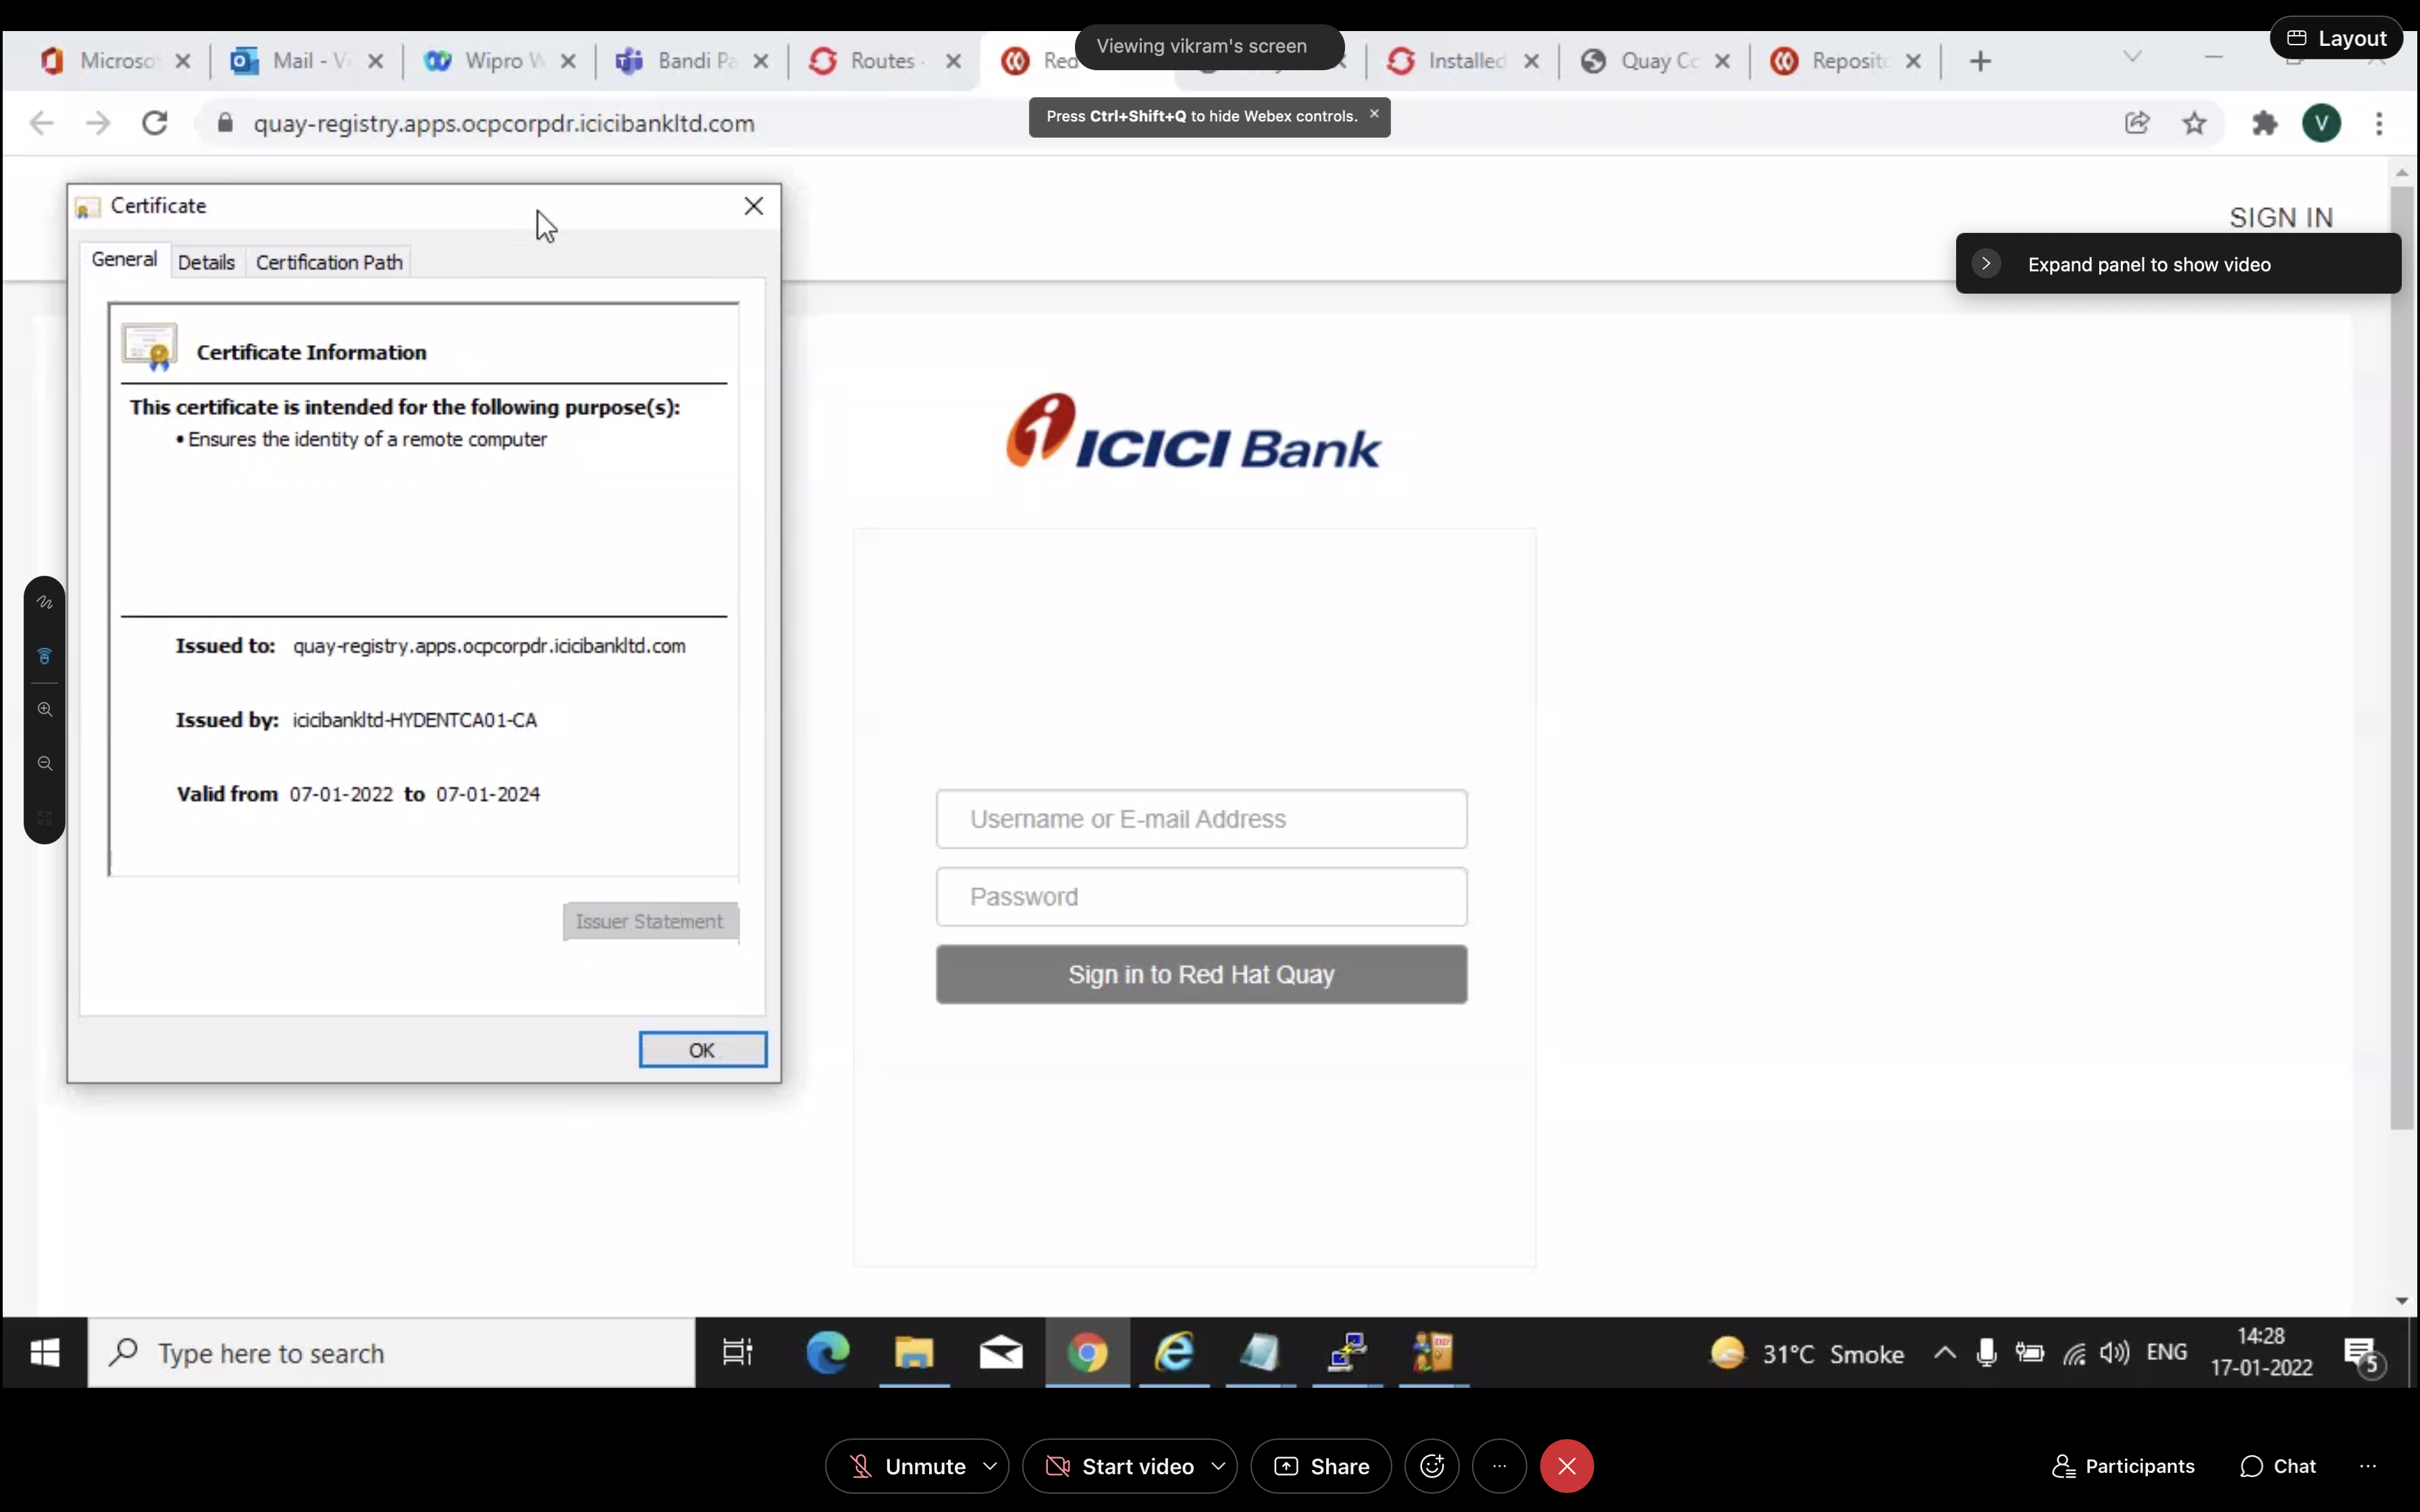 Layout
Viewing vikram's screen
Microso
Mail - V
Wipro W
Bandi Pa
Routes
Red
Installed
Quay Co
Reposito
quay-registry.apps.ocpcorpdr.icicibankltd.com
Press Ctrl+Shift+Q to hide Webex controls.
V
Certificate
SIGN IN
General Details Certification Path
Expand panel to show video
Certificate Information
This certificate is intended for the following purpose(s):
• Ensures the identity of a remote computer
ICICI Bank
Issued to: quay-registry.apps.ocpcorpdr.icicibankltd.com
Issued by: icicibankltd-HYDENTCA01-CA
Valid from 07-01-2022 to 07-01-2024
Username or E-mail Address
Password
Issuer Statement
Sign in to Red Hat Quay
OK
Type here to search
31°C Smoke
ENG
14:28
17-01-2022
5
Unmute
Start video
Share
Participants
Chat